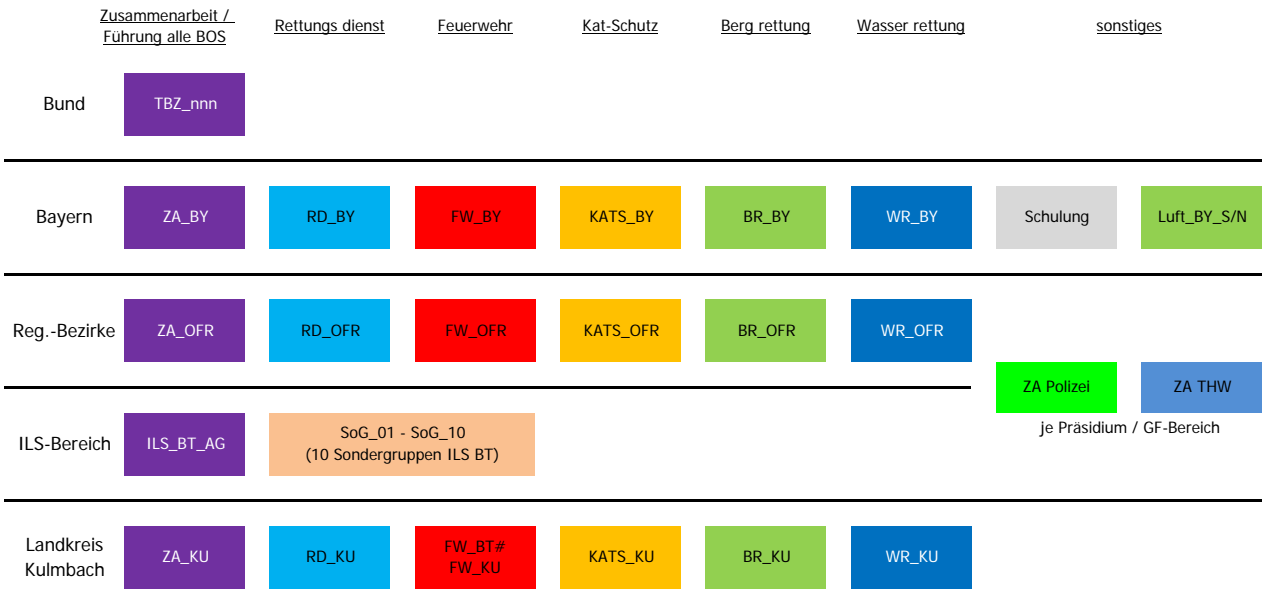 Zusammenarbeit /
Führung alle BOS
Rettungs dienst
Feuerwehr
Kat-Schutz
Berg rettung
Wasser rettung
sonstiges
Bund
TBZ_nnn
Bayern
ZA_BY
RD_BY
FW_BY
KATS_BY
BR_BY
WR_BY
Schulung
Luft_BY_S/N
Reg.-Bezirke
ZA_OFR
RD_OFR
FW_OFR
KATS_OFR
BR_OFR
WR_OFR
ZA Polizei
ZA THW
je Präsidium / GF-Bereich
ILS-Bereich
ILS_BT_AG
SoG_01 - SoG_10
(10 Sondergruppen ILS BT)
Landkreis
Kulmbach
ZA_KU
RD_KU
FW_BT#
FW_KU
KATS_KU
BR_KU
WR_KU